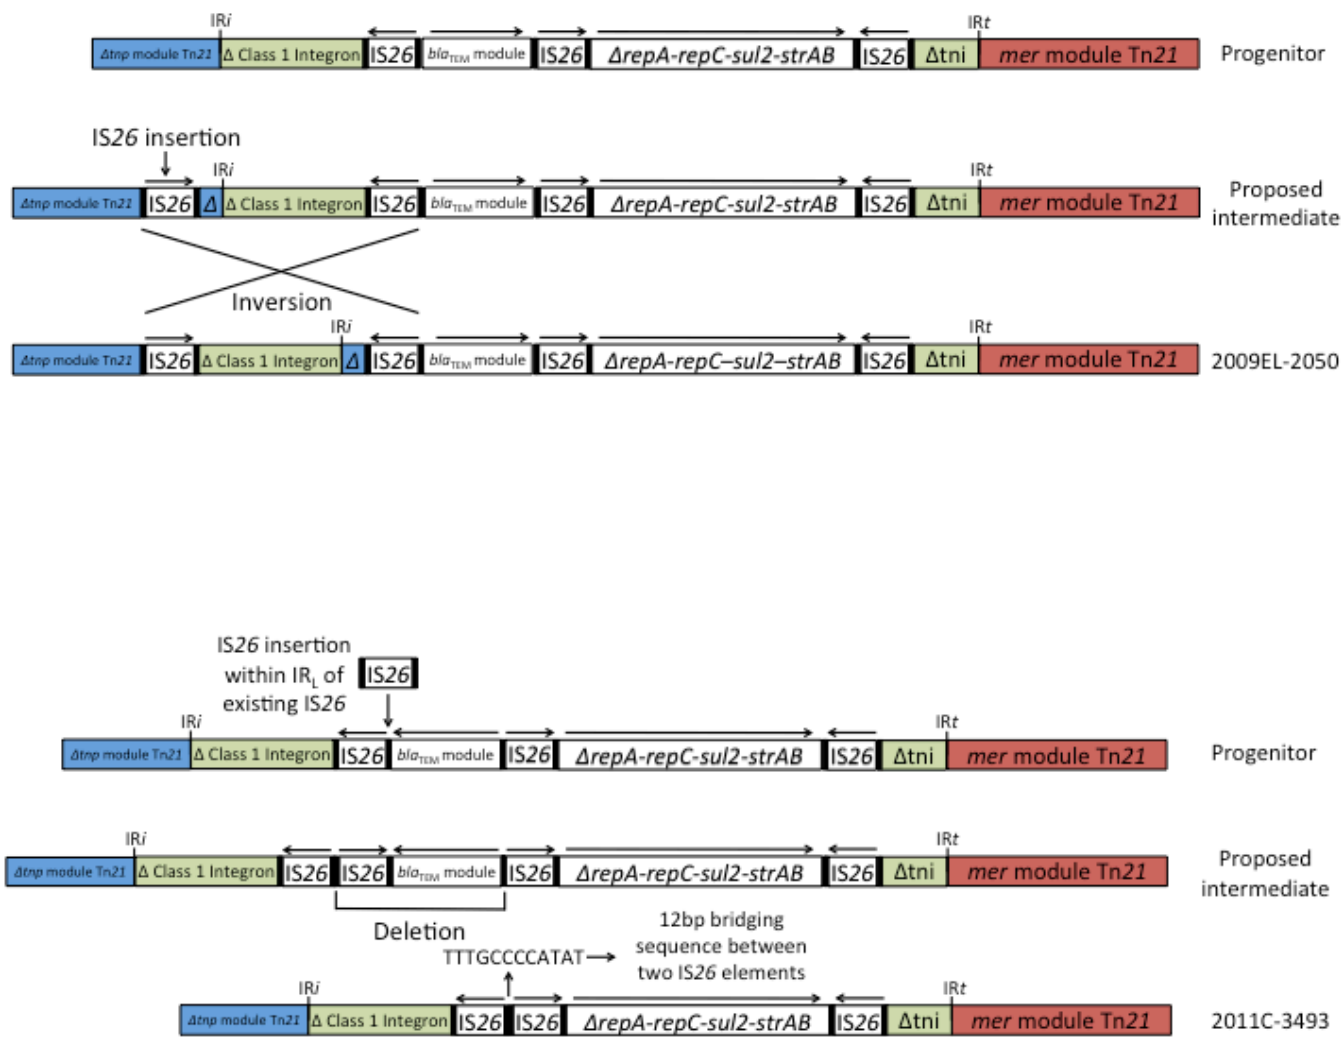 IRi IRt
Δtnp module Tn21 Δ Class 1 Integron IS26 blaTEM module IS26 ΔrepA-repC-sul2-strAB IS26 Δtni mer module Tn21 Progenitor
IS26 insertion
IRi IRt
Δtnp module Tn21 IS26 Δ Δ Class 1 Integron IS26 blaTEM module IS26 ΔrepA-repC-sul2-strAB IS26 Δtni mer module Tn21 Proposed
intermediate
Inversion
IRi IRt
Δtnp module Tn21 IS26 Δ Class 1 Integron Δ IS26 blaTEM module IS26 ΔrepA-repC–sul2–strAB IS26 Δtni mer module Tn21 2009EL-2050
IS26 insertion
within IRL of
existing IS26
IS26
IRi IRt
Δtnp module Tn21 Δ Class 1 Integron IS26 blaTEM module IS26 ΔrepA-repC-sul2-strAB IS26 Δtni mer module Tn21 Progenitor
IRi IRt
Δtnp module Tn21 Δ Class 1 Integron IS26 IS26 blaTEM module IS26 ΔrepA-repC-sul2-strAB IS26 Δtni mer module Tn21 Proposed
intermediate
Deletion
12bp bridging
sequence between
two IS26 elements
TTTGCCCCATAT
IRi IRt
Δtnp module Tn21 Δ Class 1 Integron IS26 IS26 ΔrepA-repC-sul2-strAB IS26 Δtni mer module Tn21 2011C-3493